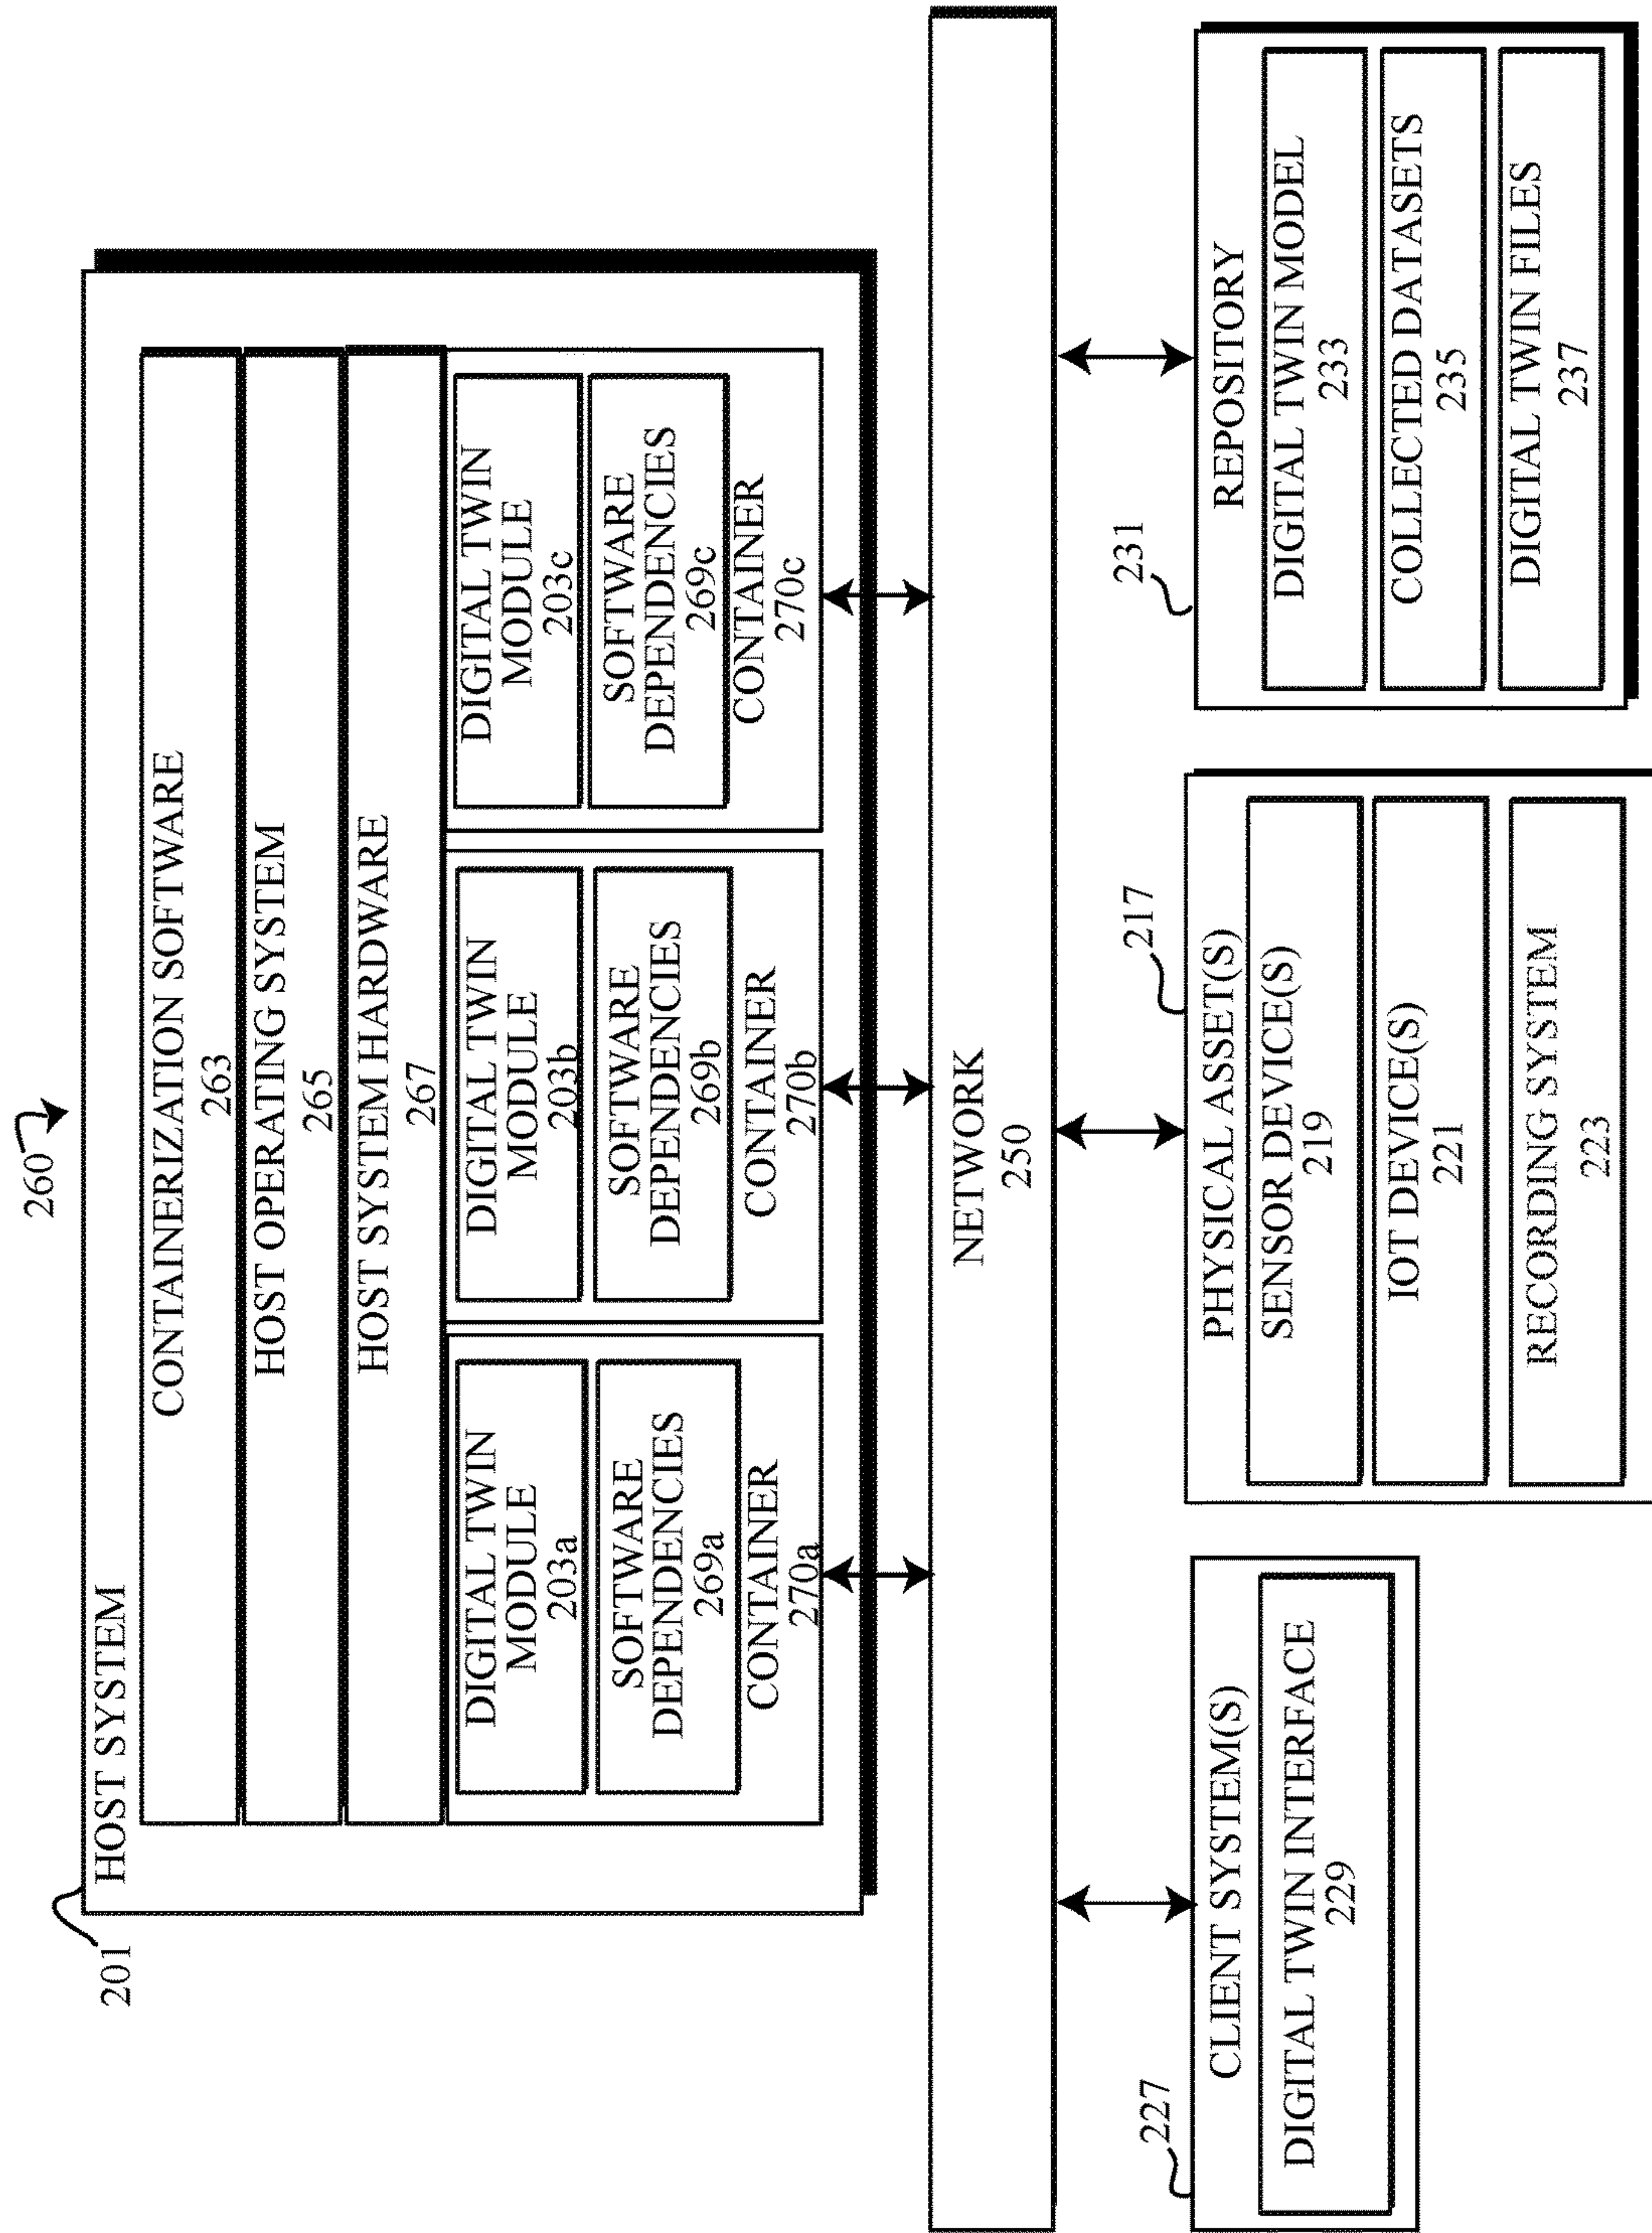 260
201
HOST SYSTEM
CONTAINERIZATION SOFTWARE
263
HOST OPERATING SYSTEM
265
HOST SYSTEM HARDWARE
267
DIGITAL TWIN
MODULE
203a
SOFTWARE
DEPENDENCIES
269a
CONTAINER
270a
DIGITAL TWIN
MODULE
203b
SOFTWARE
DEPENDENCIES
269b
CONTAINER
270b
DIGITAL TWIN
MODULE
203c
SOFTWARE
DEPENDENCIES
269c
CONTAINER
270c
NETWORK
250
227
CLIENT SYSTEM(S)
DIGITAL TWIN INTERFACE
229
217
PHYSICAL ASSET(S)
SENSOR DEVICE(S)
219
IOT DEVICE(S)
221
RECORDING SYSTEM
223
231
REPOSITORY
DIGITAL TWIN MODEL
233
COLLECTED DATASETS
235
DIGITAL TWIN FILES
237